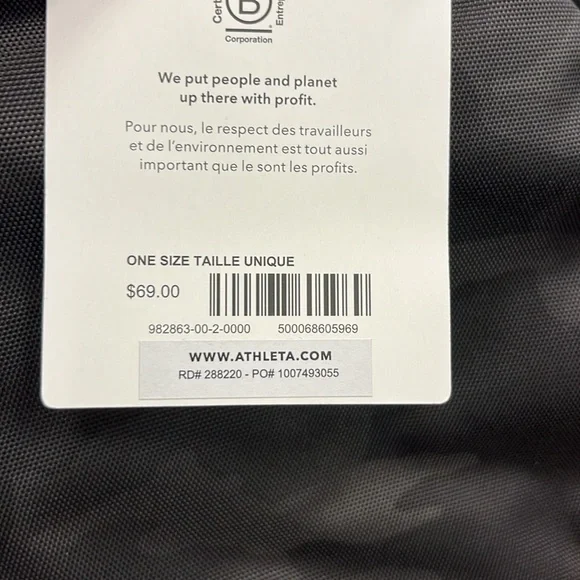 Cert
B
Entre
Corporation
We put people and planet
up there with profit.
Pour nous, le respect des travailleurs
et de l'environnement est tout aussi
important que le sont les profits.
ONE SIZE TAILLE UNIQUE
$69.00
982863-00-2-0000 500068605969
WWW.ATHLETA.COM
RD# 288220 - PO# 1007493055